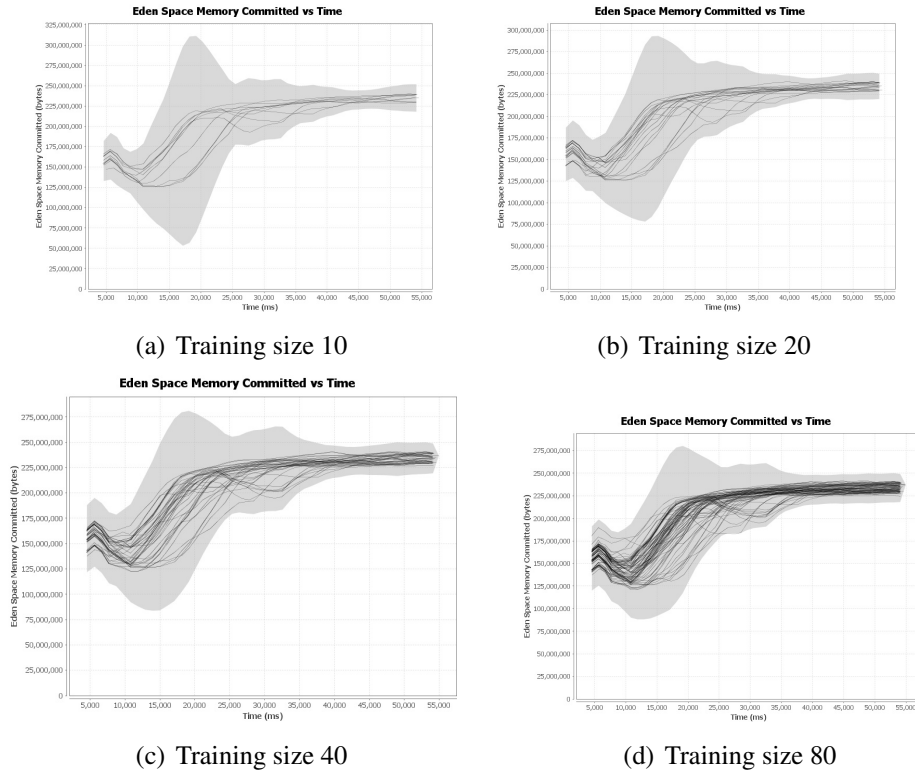 Eden Space Memory Committed vs Time
Eden Space Memory Committed (bytes)
325,000,000
300,000,000
275,000,000
250,000,000
225,000,000
200,000,000
175,000,000
150,000,000
125,000,000
100,000,000
75,000,000
50,000,000
25,000,000
0
5,000 10,000 15,000 20,000 25,000 30,000 35,000 40,000 45,000 50,000 55,000
Time (ms)
(a) Training size 10
Eden Space Memory Committed vs Time
Eden Space Memory Committed (bytes)
300,000,000
275,000,000
250,000,000
225,000,000
200,000,000
175,000,000
150,000,000
125,000,000
100,000,000
75,000,000
50,000,000
25,000,000
0
5,000 10,000 15,000 20,000 25,000 30,000 35,000 40,000 45,000 50,000 55,000
Time (ms)
(b) Training size 20
Eden Space Memory Committed vs Time
Eden Space Memory Committed (bytes)
275,000,000
250,000,000
225,000,000
200,000,000
175,000,000
150,000,000
125,000,000
100,000,000
75,000,000
50,000,000
25,000,000
0
5,000 10,000 15,000 20,000 25,000 30,000 35,000 40,000 45,000 50,000 55,000
Time (ms)
(c) Training size 40
Eden Space Memory Committed vs Time
Eden Space Memory Committed (bytes)
275,000,000
250,000,000
225,000,000
200,000,000
175,000,000
150,000,000
125,000,000
100,000,000
75,000,000
50,000,000
25,000,000
0
5,000 10,000 15,000 20,000 25,000 30,000 35,000 40,000 45,000 50,000 55,000
Time (ms)
(d) Training size 80